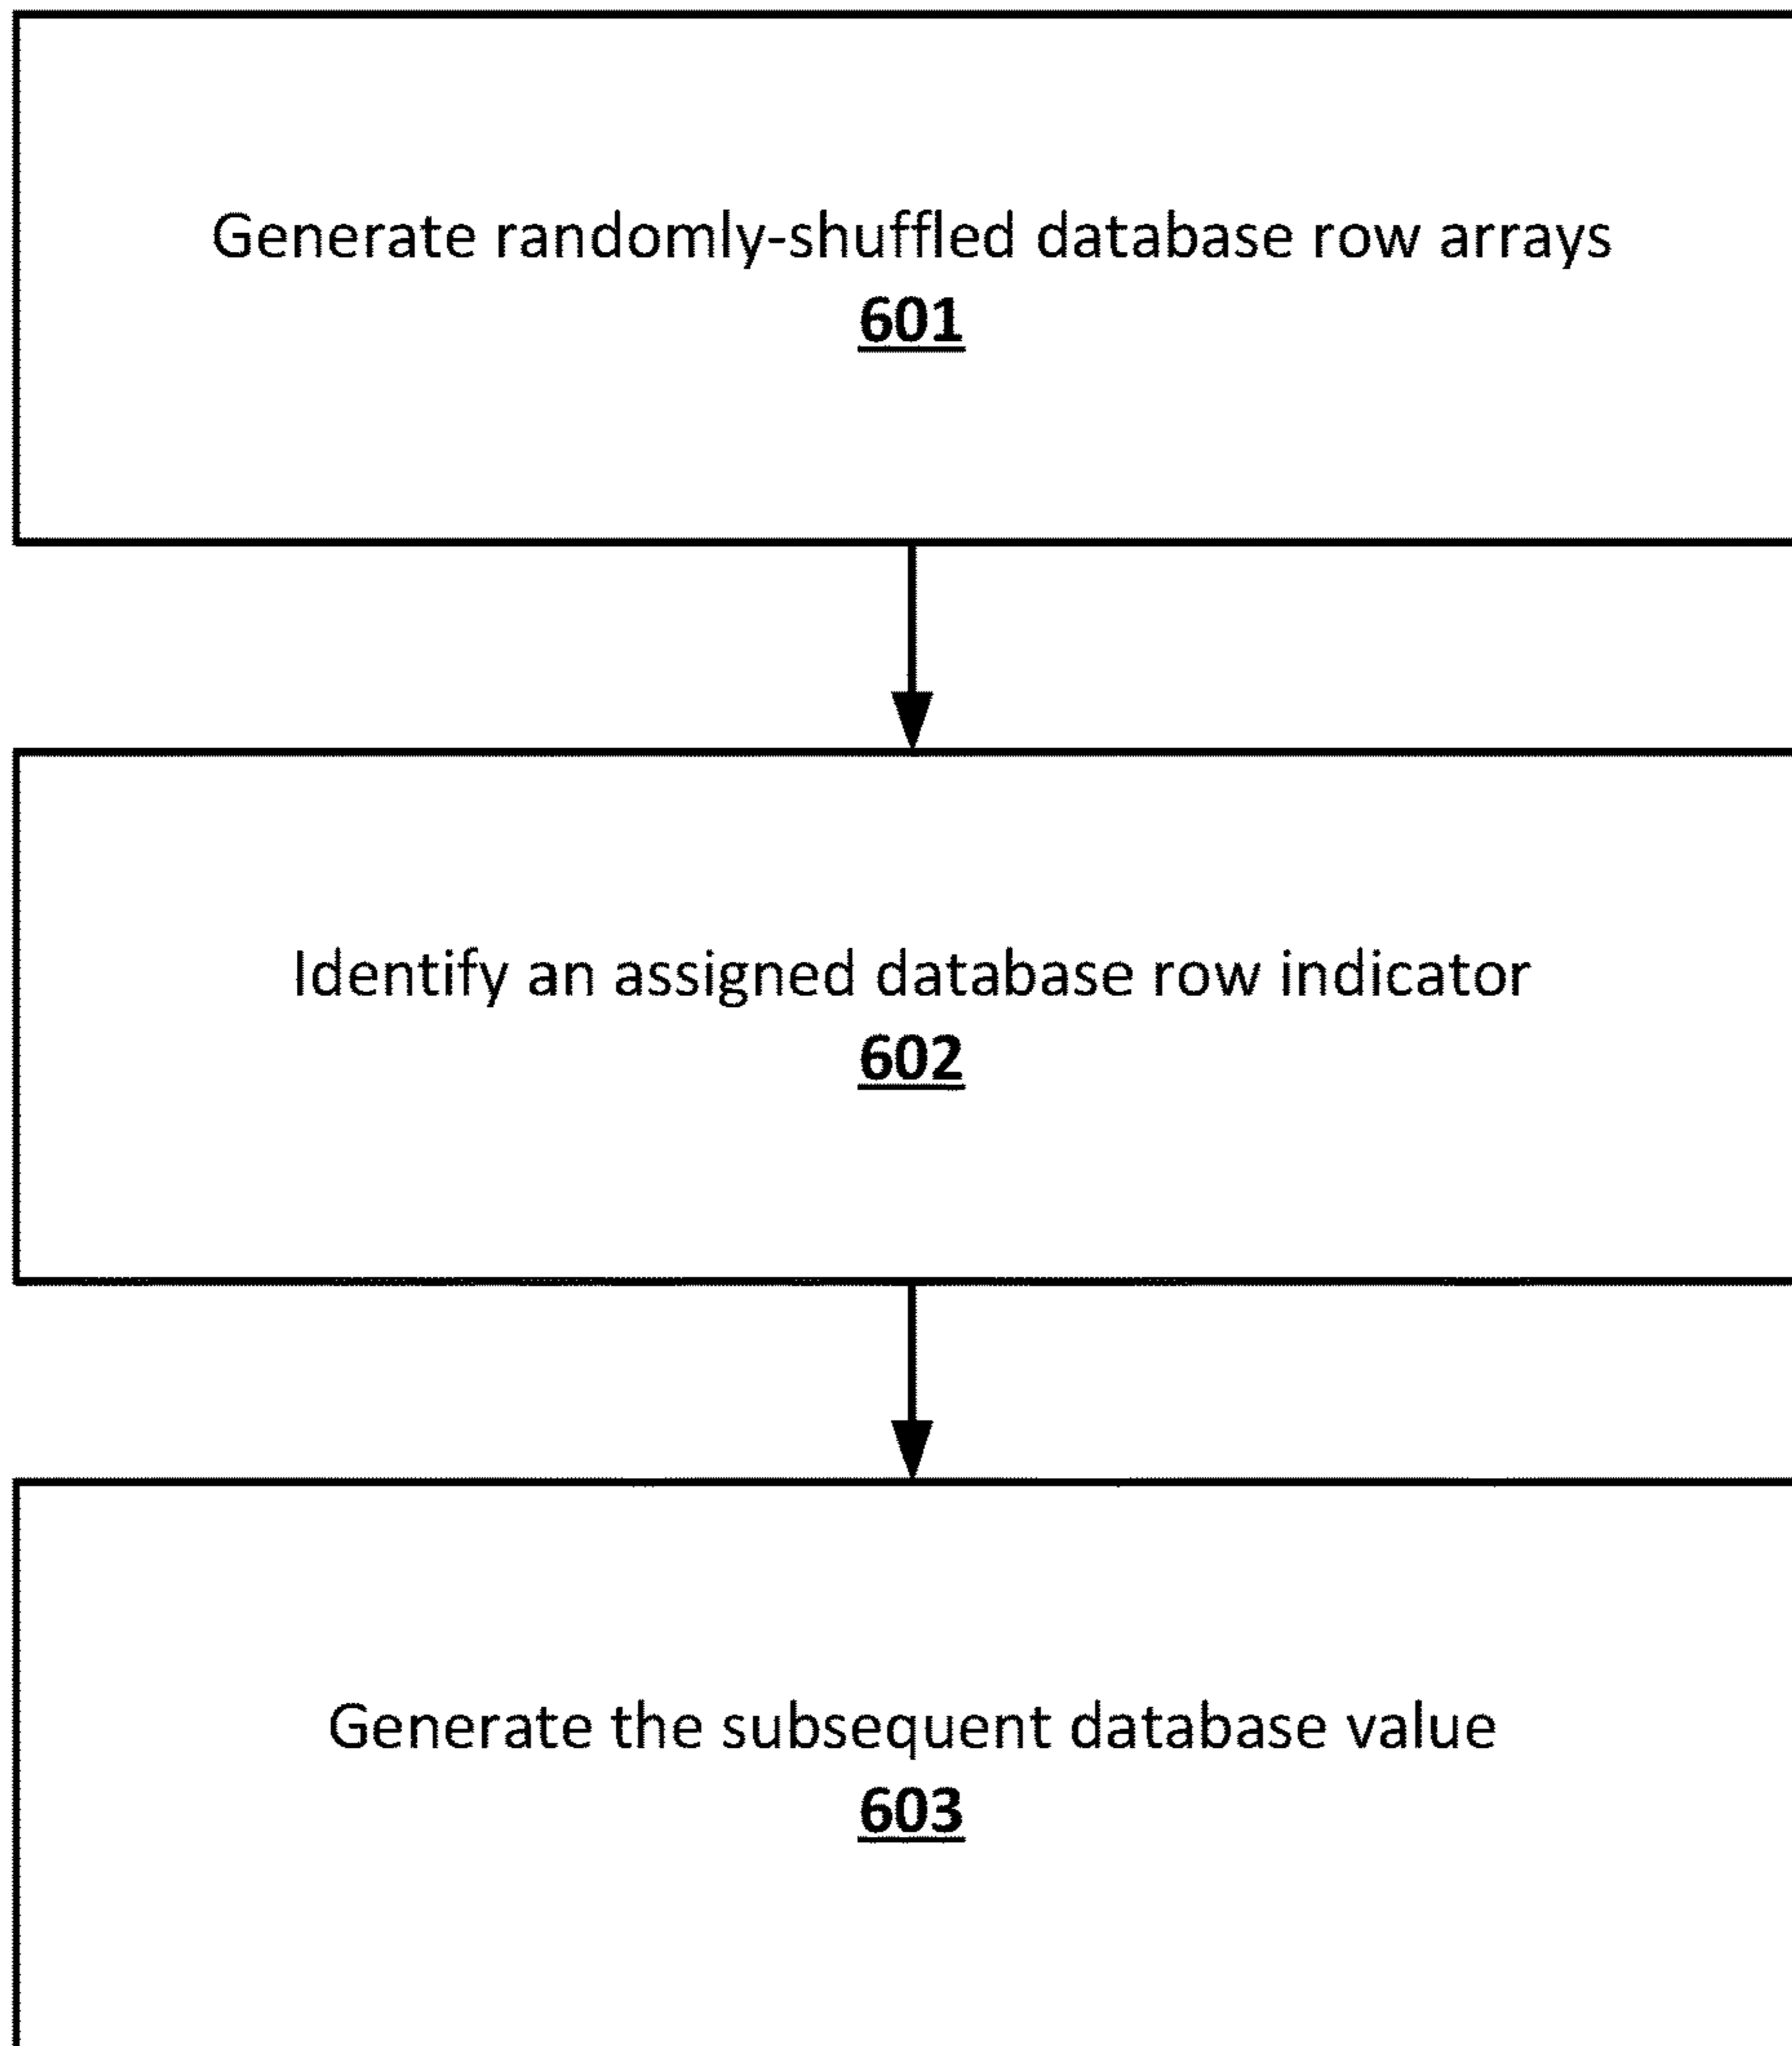 Generate randomly-shuffled database row arrays
601
Identify an assigned database row indicator
602
Generate the subsequent database value
603